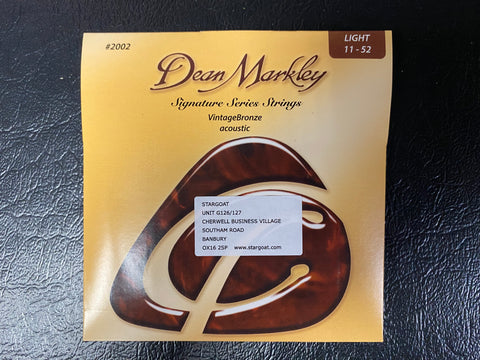 #2002
LIGHT
11 - 52
Dean Markley
Signature Series Strings
VintageBronze
acoustic
STARGOAT
UNIT G126/127
CHERWELL BUSINESS VILLAGE
SOUTHAM ROAD
BANBURY
OX16 2SP www.stargoat.com